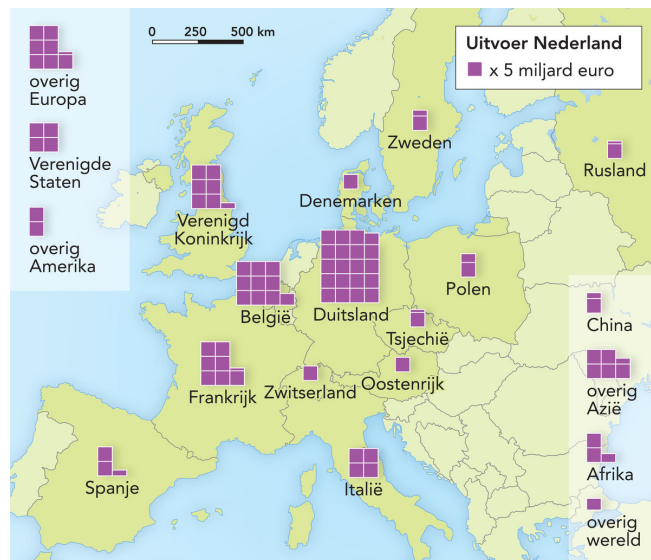 overig
Europa
Verenigde
Staten
overig
Amerika
0 250 500 km
Uitvoer Nederland
x 5 miljard euro
Zweden
Rusland
Denemarken
Verenigd
Koninkrijk
België
Duitsland
Polen
Tsjechië
Frankrijk
Zwitserland
Oostenrijk
Spanje
Italië
China
overig
Azië
Afrika
overig
wereld